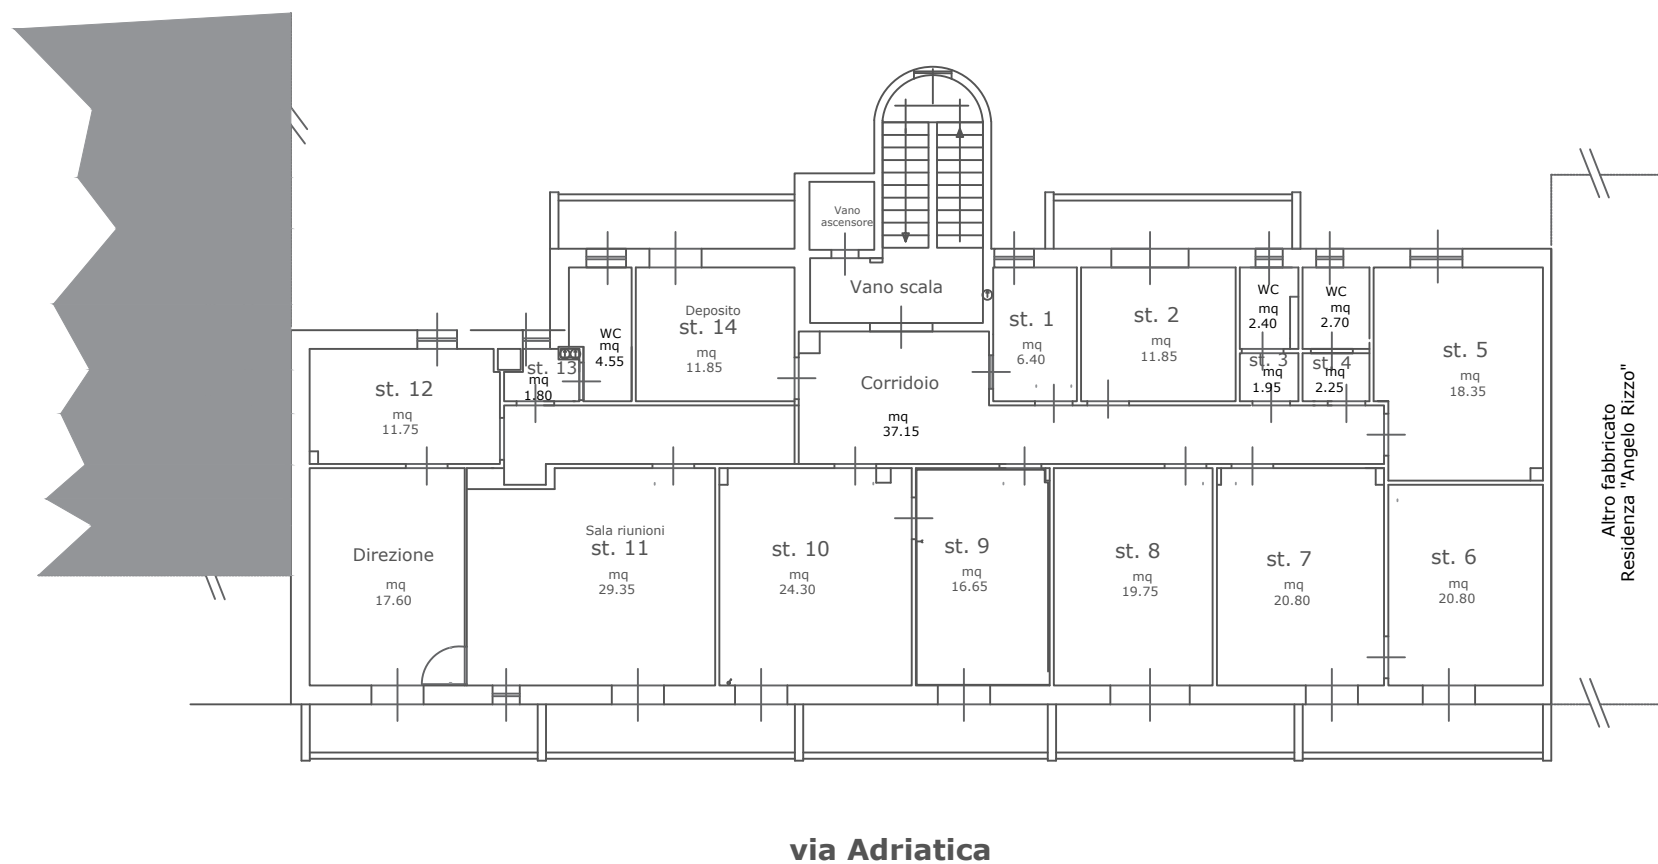 Vano
ascensore
Vano scala
WC
mq
4.55
Deposito
st. 14
mq
11.85
st. 1
mq
6.40
st. 2
mq
11.85
WC
mq
2.40
WC
mq
2.70
st. 3
mq
1.95
st. 4
mq
2.25
st. 5
mq
18.35
st. 12
mq
11.75
st. 13
mq
1.80
Corridoio
mq
37.15
Direzione
mq
17.60
Sala riunioni
st. 11
mq
29.35
st. 10
mq
24.30
st. 9
mq
16.65
st. 8
mq
19.75
st. 7
mq
20.80
st. 6
mq
20.80
Altro fabbricato
Residenza "Angelo Rizzo"
via Adriatica